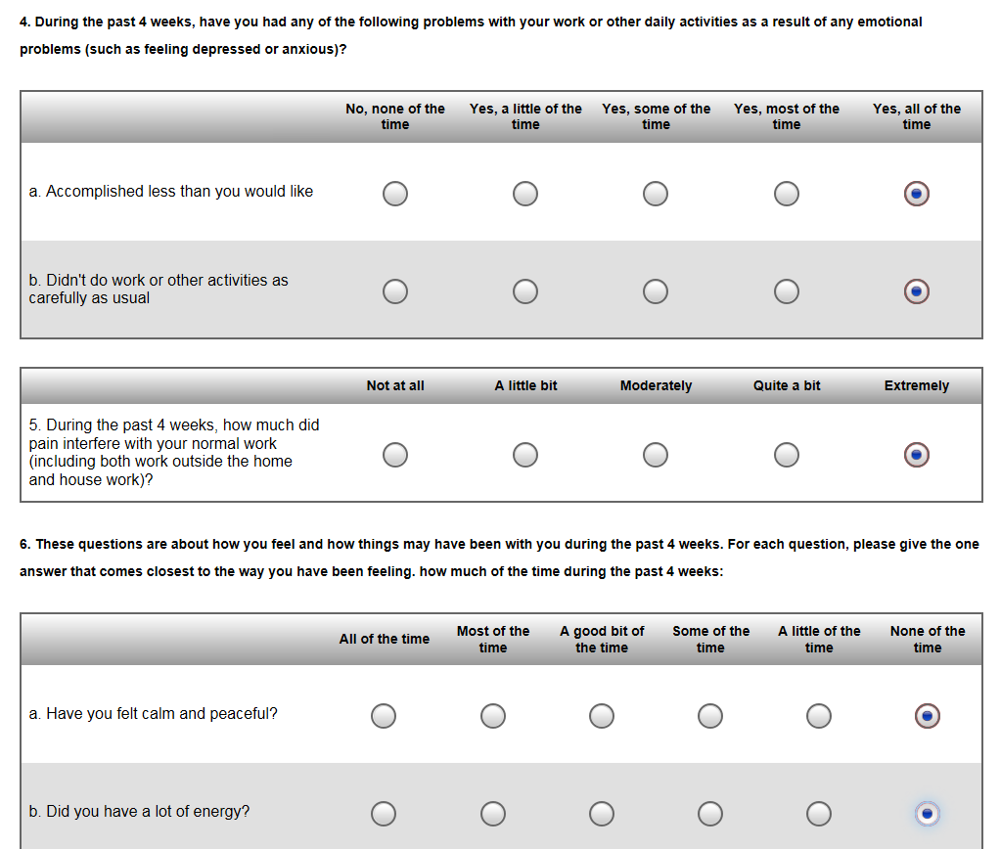 4. During the past 4 weeks, have you had any of the following problems with your work or other daily activities as a result of any emotional
problems (such as feeling depressed or anxious)?
No, none of the time
Yes, a little of the time
Yes, some of the time
Yes, most of the time
Yes, all of the time
a. Accomplished less than you would like
b. Didn't do work or other activities as
carefully as usual
Not at all
A little bit
Moderately
Quite a bit
Extremely
5. During the past 4 weeks, how much did
pain interfere with your normal work
(including both work outside the home
and house work)?
6. These questions are about how you feel and how things may have been with you during the past 4 weeks. For each question, please give the one
answer that comes closest to the way you have been feeling. how much of the time during the past 4 weeks:
All of the time
Most of the time
A good bit of the time
Some of the time
A little of the time
None of the time
a. Have you felt calm and peaceful?
b. Did you have a lot of energy?